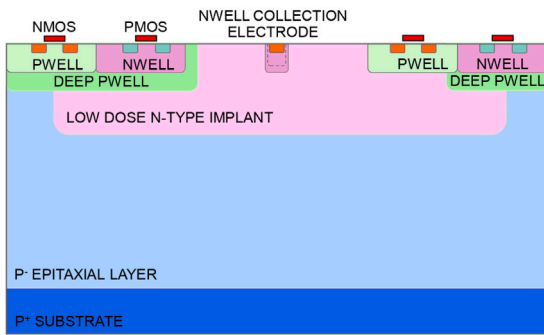 NMOS
PMOS
NWELL COLLECTION
ELECTRODE
PWELL
NWELL
PWELL
NWELL
DEEP PWELL
DEEP PWELL
LOW DOSE N-TYPE IMPLANT
P⁻ EPITAXIAL LAYER
P⁺ SUBSTRATE